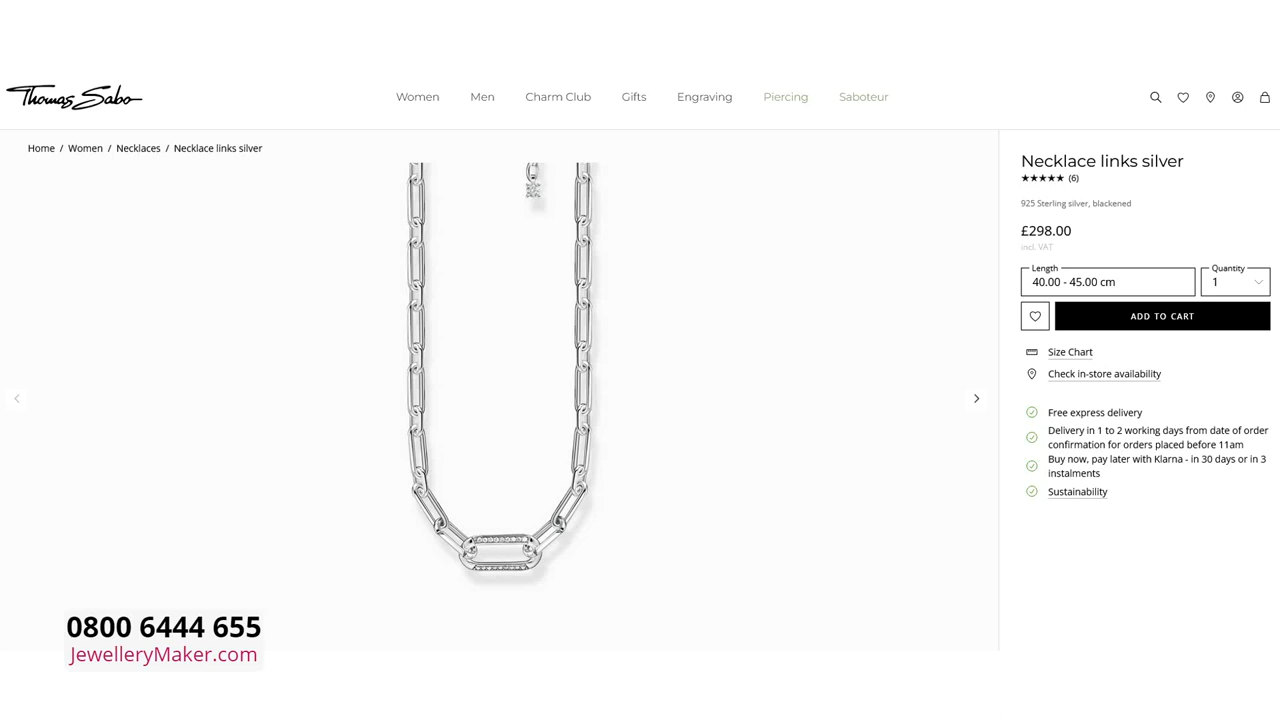 Thomas Sabo
Women
Men
Charm Club
Gifts
Engraving
Piercing
Saboteur
Home / Women / Necklaces / Necklace links silver
Necklace links silver
★★★★★ (6)
925 Sterling silver, blackened
£298.00
incl. VAT
Length
40.00 - 45.00 cm
Quantity
1
ADD TO CART
Size Chart
Check in-store availability
Free express delivery
Delivery in 1 to 2 working days from date of order
confirmation for orders placed before 11am
Buy now, pay later with Klarna - in 30 days or in 3
instalments
Sustainability
0800 6444 655
JewelleryMaker.com